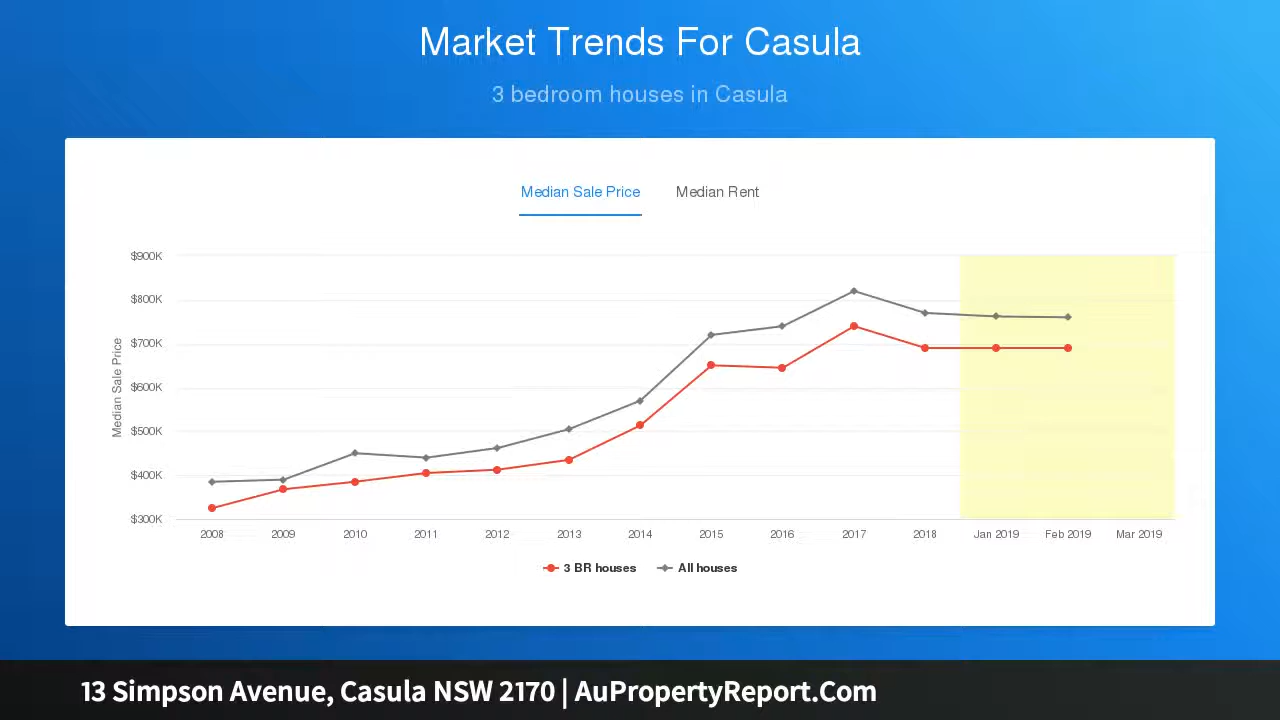 Market Trends For Casula
3 bedroom houses in Casula
Median Sale Price Median Rent
$900K
$800K
$700K
$600K
$500K
$400K
$300K
Median Sale Price
2008 2009 2010 2011 2012 2013 2014 2015 2016 2017 2018 Jan 2019 Feb 2019 Mar 2019
3 BR houses All houses
13 Simpson Avenue, Casula NSW 2170 | AuPropertyReport.Com